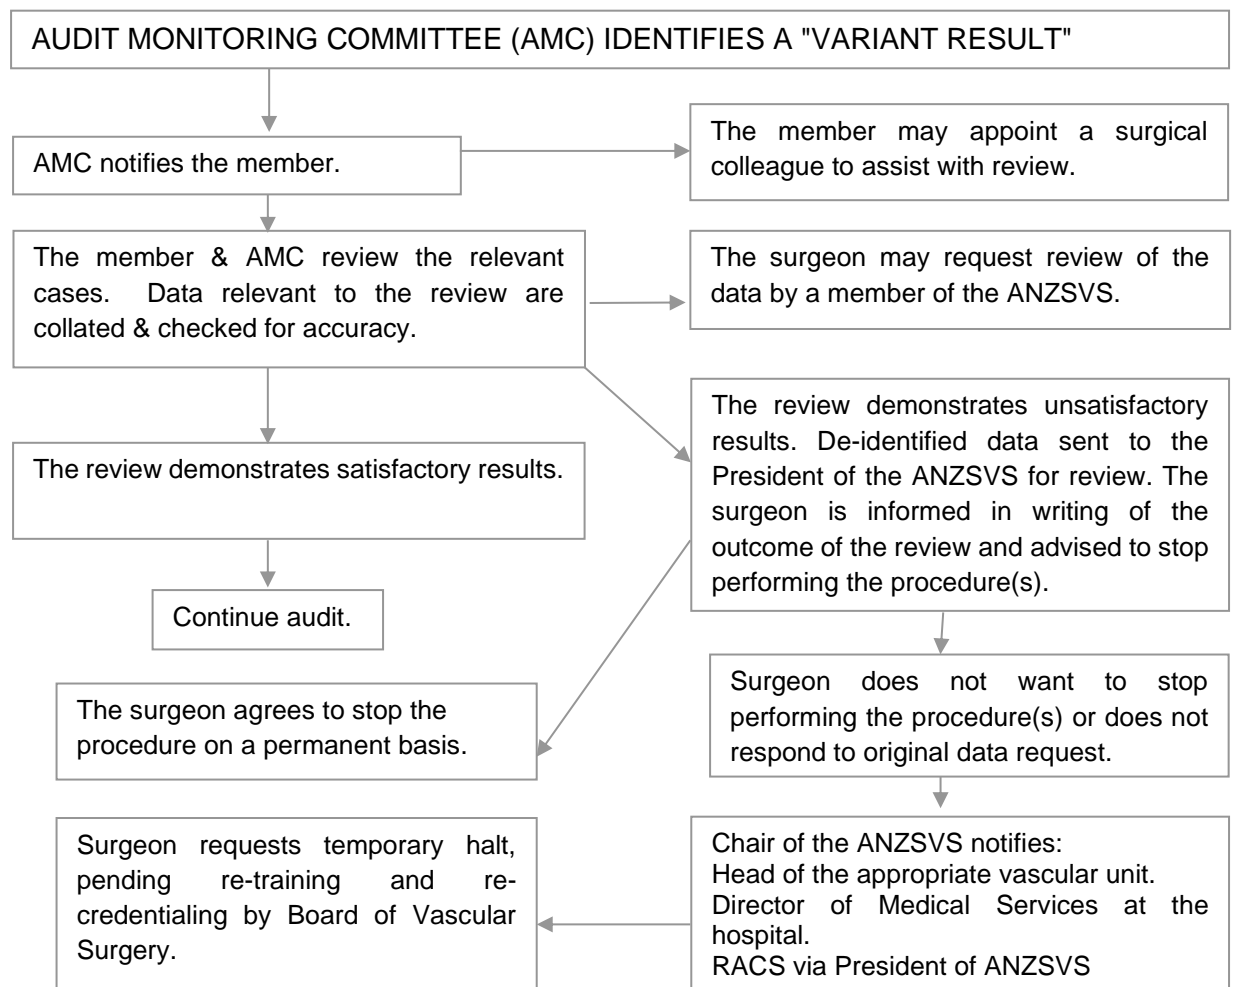 AUDIT MONITORING COMMITTEE (AMC) IDENTIFIES A "VARIANT RESULT"
AMC notifies the member.
The member may appoint a surgical
colleague to assist with review.
The member & AMC review the relevant
cases. Data relevant to the review are
collated & checked for accuracy.
The surgeon may request review of the
data by a member of the ANZSVS.
The review demonstrates satisfactory results.
The review demonstrates unsatisfactory
results. De-identified data sent to the
President of the ANZSVS for review. The
surgeon is informed in writing of the
outcome of the review and advised to stop
performing the procedure(s).
Continue audit.
The surgeon agrees to stop the
procedure on a permanent basis.
Surgeon does not want to stop
performing the procedure(s) or does not
respond to original data request.
Surgeon requests temporary halt,
pending re-training and re-
credentialing by Board of Vascular
Surgery.
Chair of the ANZSVS notifies:
Head of the appropriate vascular unit.
Director of Medical Services at the
hospital.
RACS via President of ANZSVS